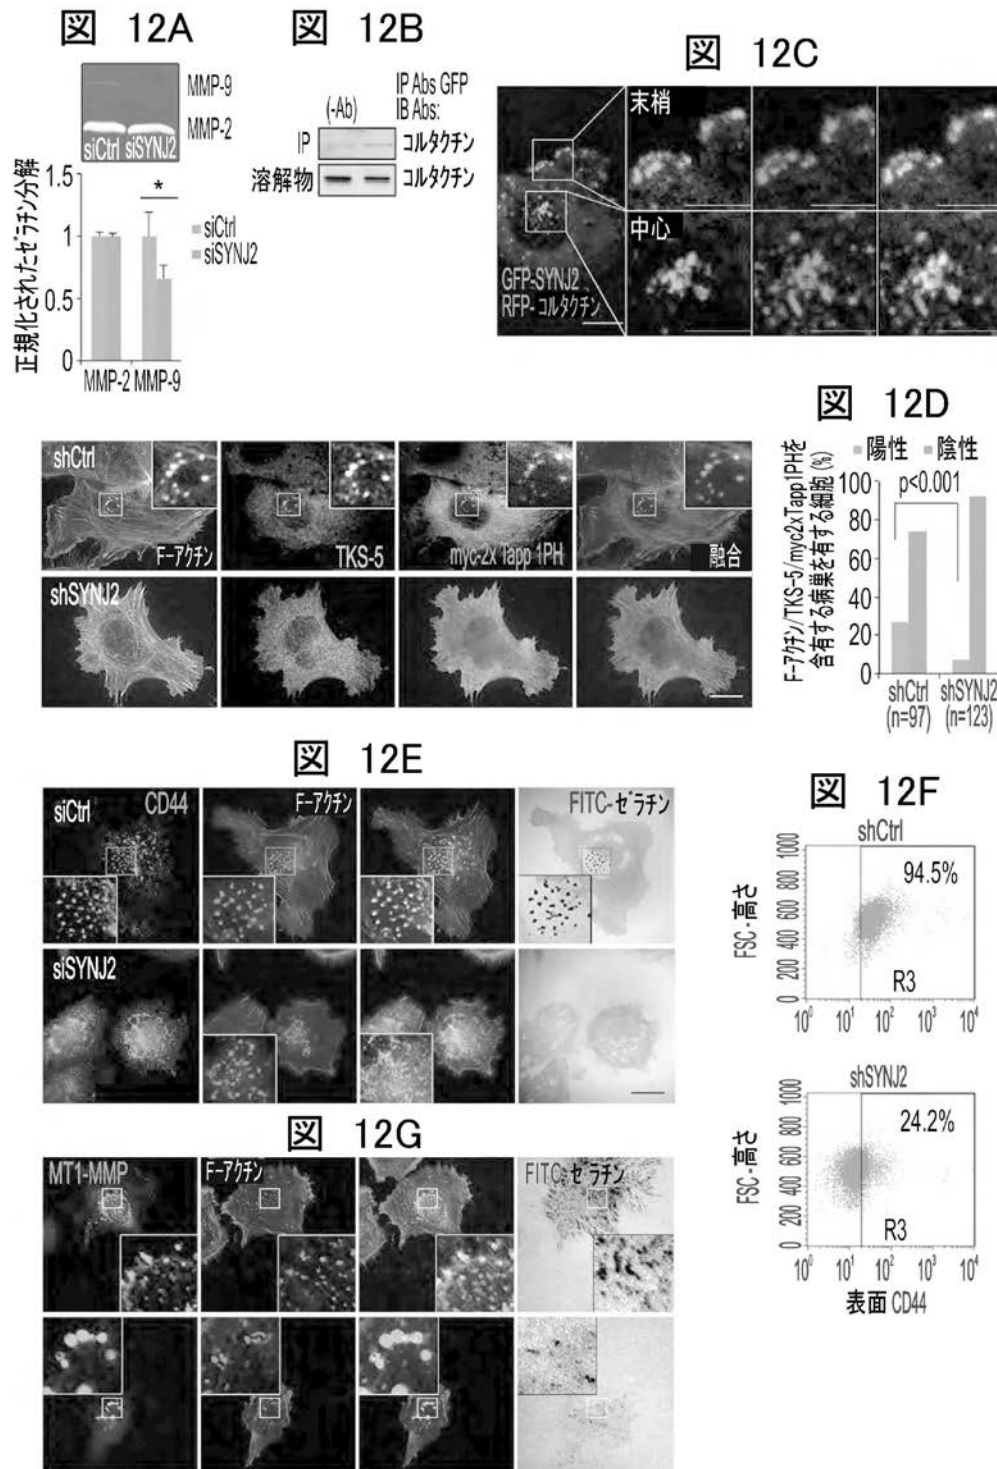 図 12A
MMP-9
MMP-2
siCtrl siSYNJ2
正規化されたゼラチン分解
1.5
1
0.5
0
*
siCtrl
siSYNJ2
MMP-2 MMP-9
図 12B
IP Abs GFP
(-Ab) IB Abs:
IP コルタクチン
溶解物 コルタクチン
図 12C
末梢
中心
GFP-SYNJ2
RFP-コルタクチン
図 12D
shCtrl
F-アクチン
TKS-5
myc-2x Tapp 1PH
shSYNJ2
陽性 陰性
F-アクチン/TKS-5/myc2xTapp1PHを
含有する病巣を有する細胞(%)
p<0.001
100
80
60
40
20
0
shCtrl
(n=97)
shSYNJ2
(n=123)
図 12E
siCtrl
CD44
F-アクチン
FITC-ゼラチン
siSYNJ2
図 12F
shCtrl
FSC-高さ
1000
800
600
400
200
0
94.5%
R3
10⁰ 10¹ 10² 10³ 10⁴
shSYNJ2
FSC-高さ
1000
800
600
400
200
0
24.2%
R3
10⁰ 10¹ 10² 10³ 10⁴
表面 CD44
図 12G
MT1-MMP
F-アクチン
FITC-ゼラチン